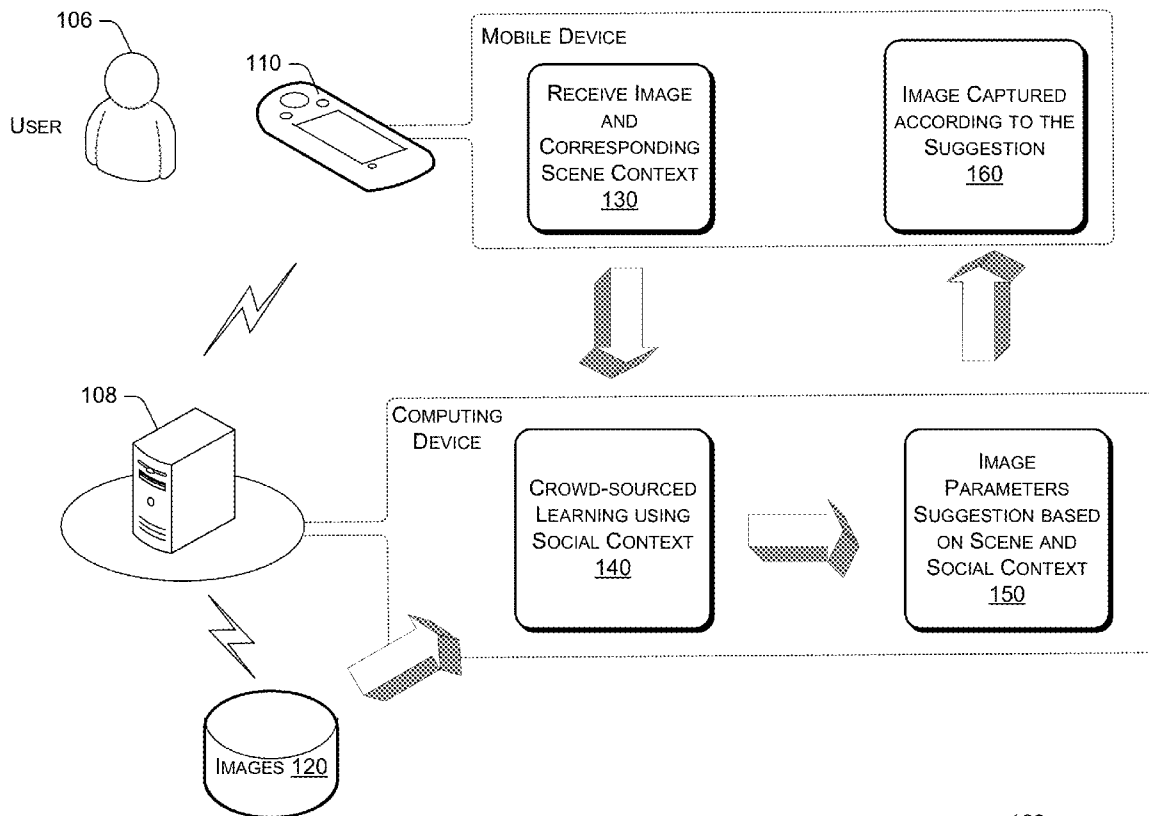 106
USER
110
MOBILE DEVICE
RECEIVE IMAGE
AND
CORRESPONDING
SCENE CONTEXT
130
IMAGE CAPTURED
ACCORDING TO THE
SUGGESTION
160
108
COMPUTING
DEVICE
CROWD-SOURCED
LEARNING USING
SOCIAL CONTEXT
140
IMAGE
PARAMETERS
SUGGESTION BASED
ON SCENE AND
SOCIAL CONTEXT
150
IMAGES 120